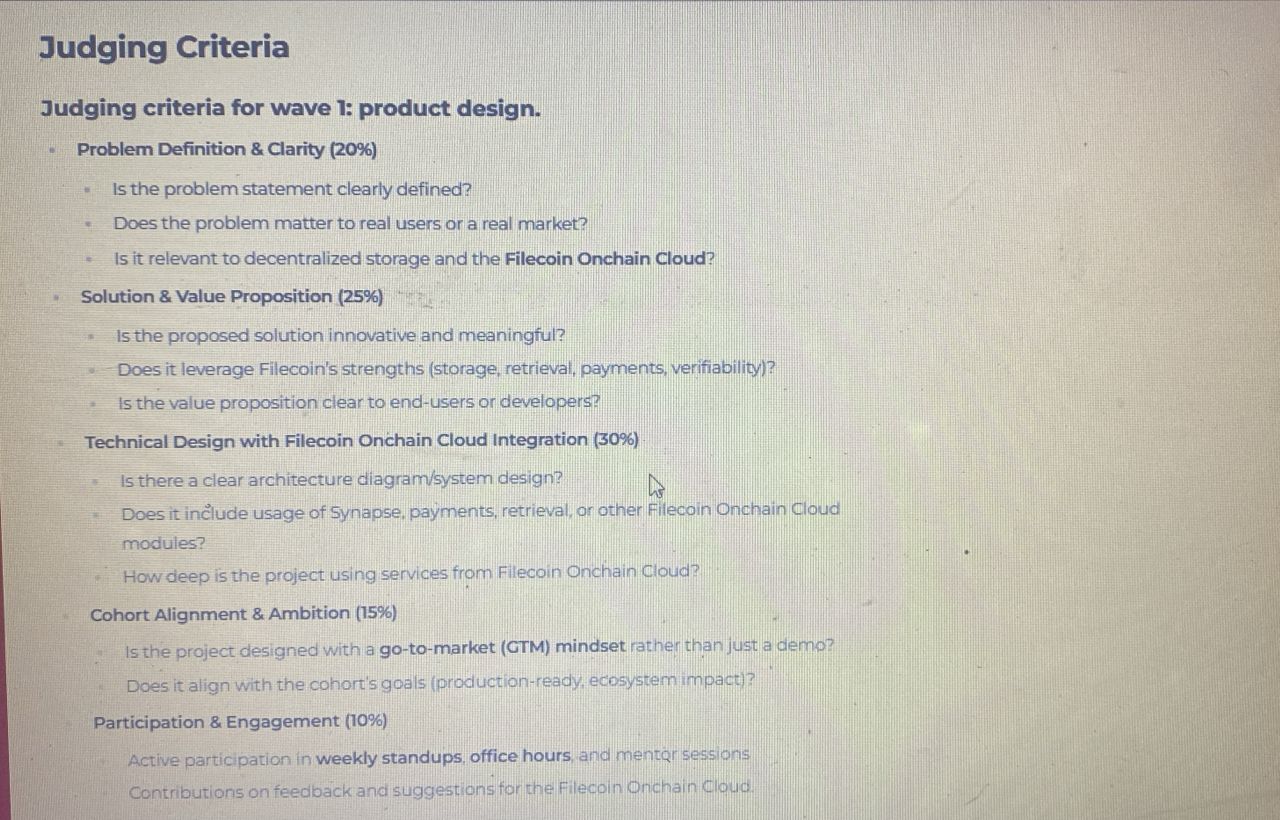 Judging Criteria
Judging criteria for wave 1: product design.
Problem Definition & Clarity (20%)
Is the problem statement clearly defined?
Does the problem matter to real users or a real market?
Is it relevant to decentralized storage and the Filecoin Onchain Cloud?
Solution & Value Proposition (25%)
Is the proposed solution innovative and meaningful?
Does it leverage Filecoin's strengths (storage, retrieval, payments, verifiability)?
Is the value proposition clear to end-users or developers?
Technical Design with Filecoin Onchain Cloud Integration (30%)
Is there a clear architecture diagram/system design?
Does it include usage of Synapse, payments, retrieval, or other Filecoin Onchain Cloud
modules?
How deep is the project using services from Filecoin Onchain Cloud?
Cohort Alignment & Ambition (15%)
Is the project designed with a go-to-market (GTM) mindset rather than just a demo?
Does it align with the cohort's goals (production-ready, ecosystem impact)?
Participation & Engagement (10%)
Active participation in weekly standups, office hours, and mentor sessions
Contributions on feedback and suggestions for the Filecoin Onchain Cloud.